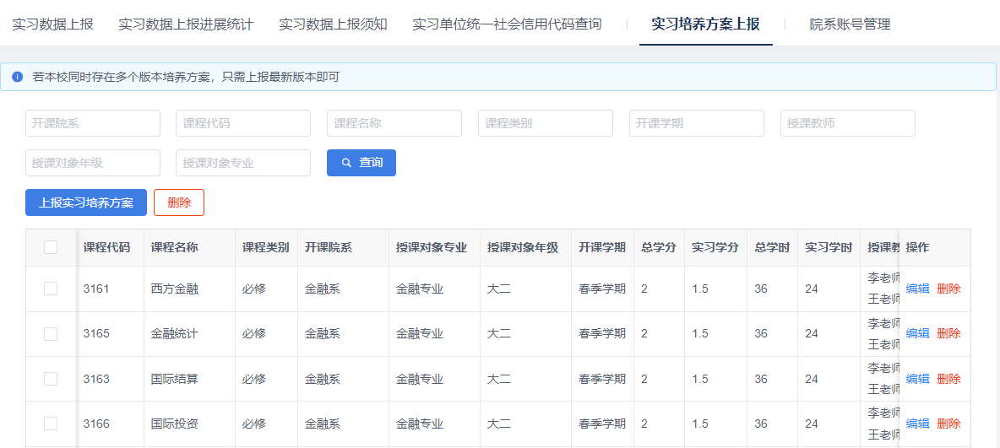 实习数据上报 实习数据上报进展统计 实习数据上报须知 实习单位统一社会信用代码查询 实习培养方案上报 院系账号管理
若本校同时存在多个版本培养方案，只需上报最新版本即可
开课院系 课程代码 课程名称 课程类别 开课学期 授课教师
授课对象年级 授课对象专业 查询
上报实习培养方案 删除
课程代码 课程名称 课程类别 开课院系 授课对象专业 授课对象年级 开课学期 总学分 实习学分 总学时 实习学时 授课教 操作
3161 西方金融 必修 金融系 金融专业 大二 春季学期 2 1.5 36 24 李老师 王老师 编辑 删除
3165 金融统计 必修 金融系 金融专业 大二 春季学期 2 1.5 36 24 李老师 王老师 编辑 删除
3163 国际结算 必修 金融系 金融专业 大二 春季学期 2 1.5 36 24 李老师 王老师 编辑 删除
3166 国际投资 必修 金融系 金融专业 大二 春季学期 2 1.5 36 24 李老师 王老师 编辑 删除